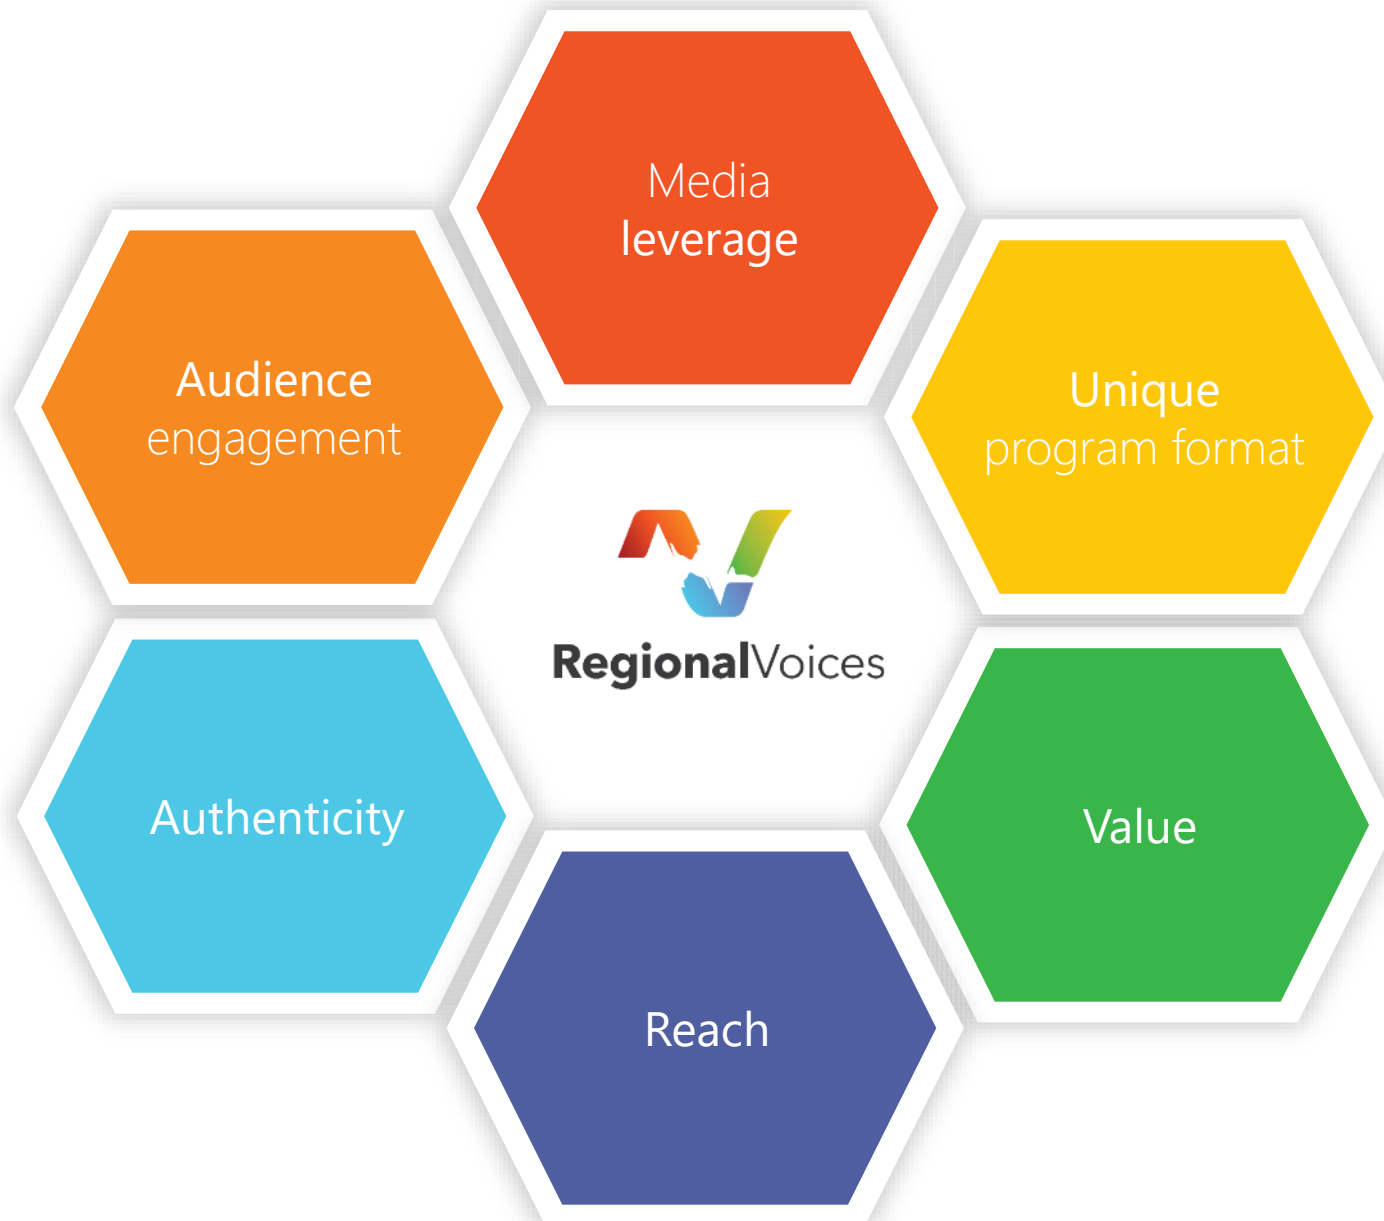 Media
leverage
Audience
engagement
Unique
program format
RegionalVoices
Authenticity
Value
Reach